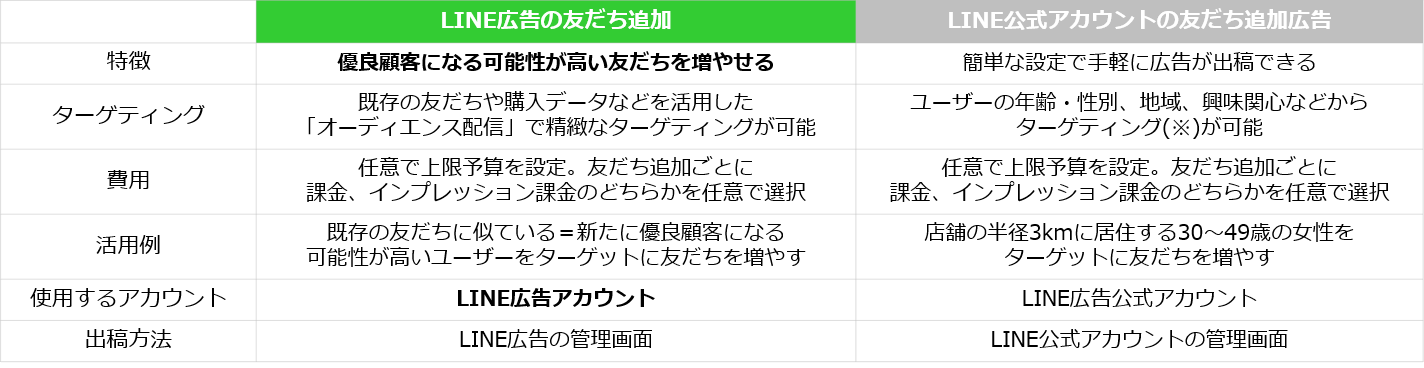 LINE広告の友だち追加
LINE公式アカウントの友だち追加広告
特徴
優良顧客になる可能性が高い友だちを増やせる
簡単な設定で手軽に広告が出稿できる
ターゲティング
既存の友だちや購入データなどを活用した
「オーディエンス配信」で精緻なターゲティングが可能
ユーザーの年齢・性別、地域、興味関心などから
ターゲティング(※)が可能
費用
任意で上限予算を設定。友だち追加ごとに
課金、インプレッション課金のどちらかを任意で選択
任意で上限予算を設定。友だち追加ごとに
課金、インプレッション課金のどちらかを任意で選択
活用例
既存の友だちに似ている＝新たに優良顧客になる
可能性が高いユーザーをターゲットに友だちを増やす
店舗の半径3kmに居住する30～49歳の女性を
ターゲットに友だちを増やす
使用するアカウント
LINE広告アカウント
LINE広告公式アカウント
出稿方法
LINE広告の管理画面
LINE公式アカウントの管理画面